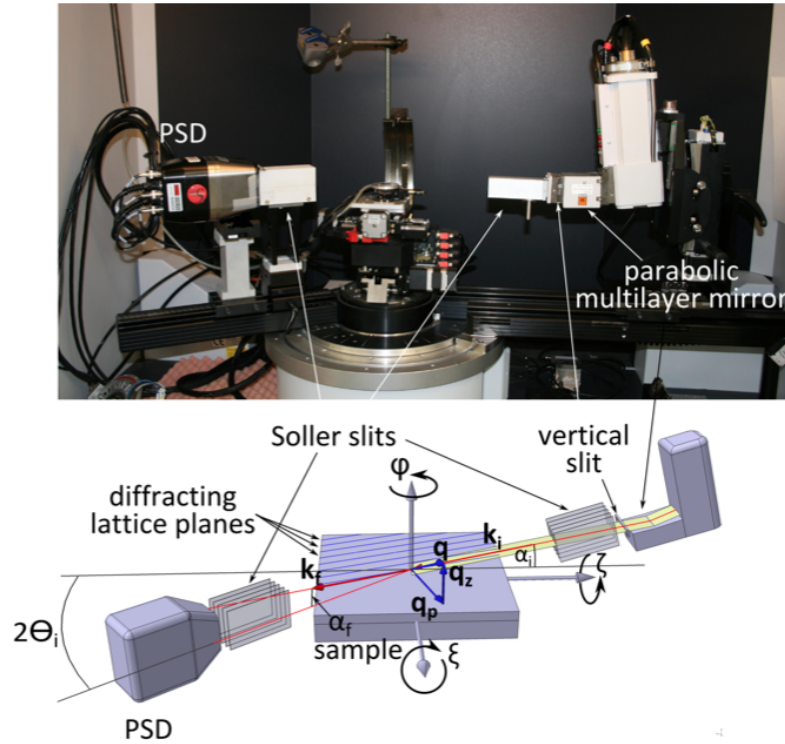 PSD
parabolic
multilayer mirror
Soller slits
vertical
slit
φ
diffracting
lattice planes
k_i
q
α_i
k_f
q_z
ζ
q_p
2Θ_i
α_f
sample
ξ
PSD